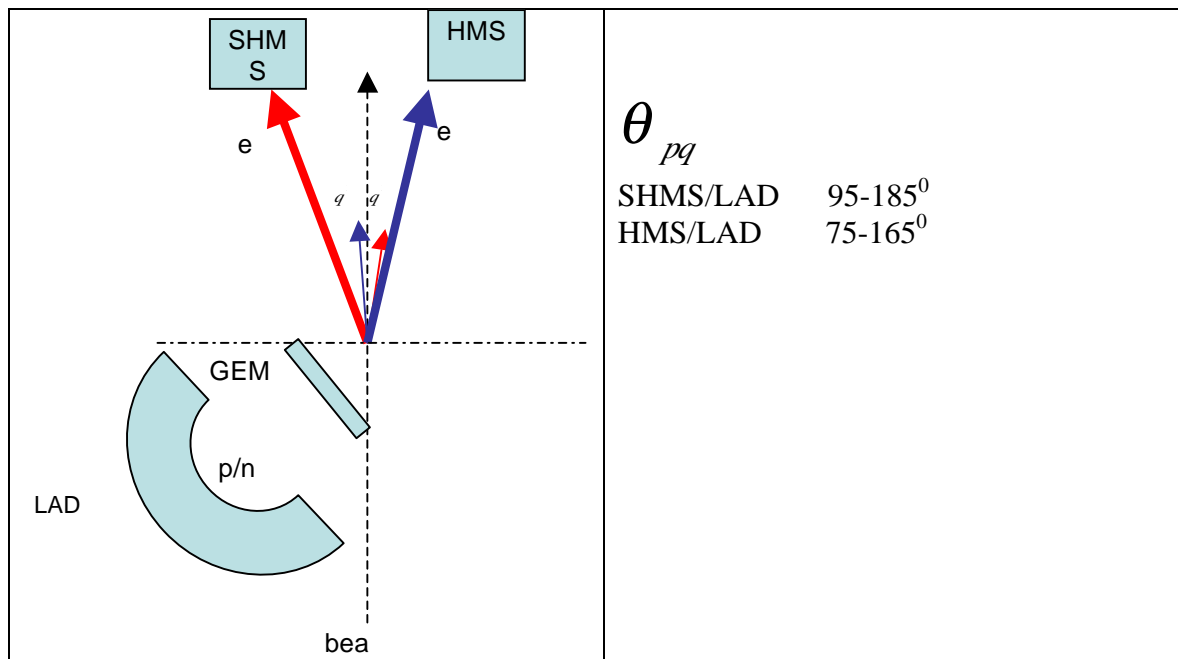 SHM
S
HMS
e
e
q q
GEM
p/n
LAD
bea
θ pq
SHMS/LAD 95-185⁰
HMS/LAD 75-165⁰